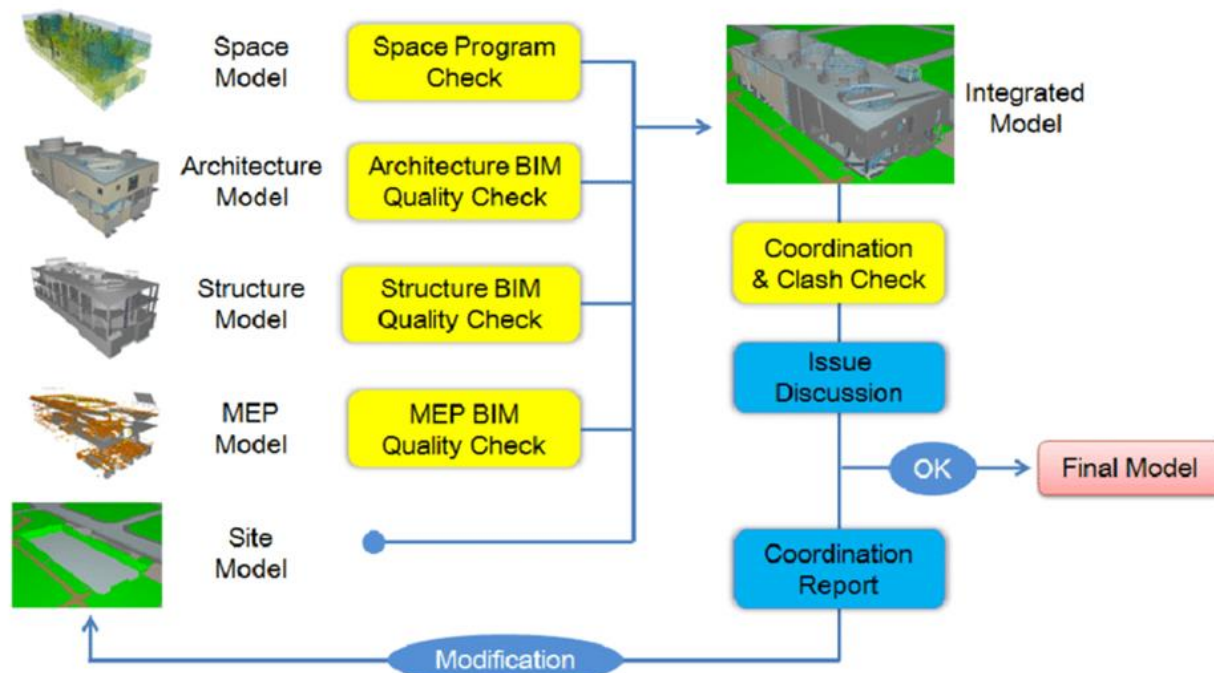 Space
Model
Space Program
Check
Integrated
Model
Architecture
Model
Architecture BIM
Quality Check
Coordination
& Clash Check
Structure
Model
Structure BIM
Quality Check
Issue
Discussion
MEP
Model
MEP BIM
Quality Check
OK
Final Model
Site
Model
Coordination
Report
Modification